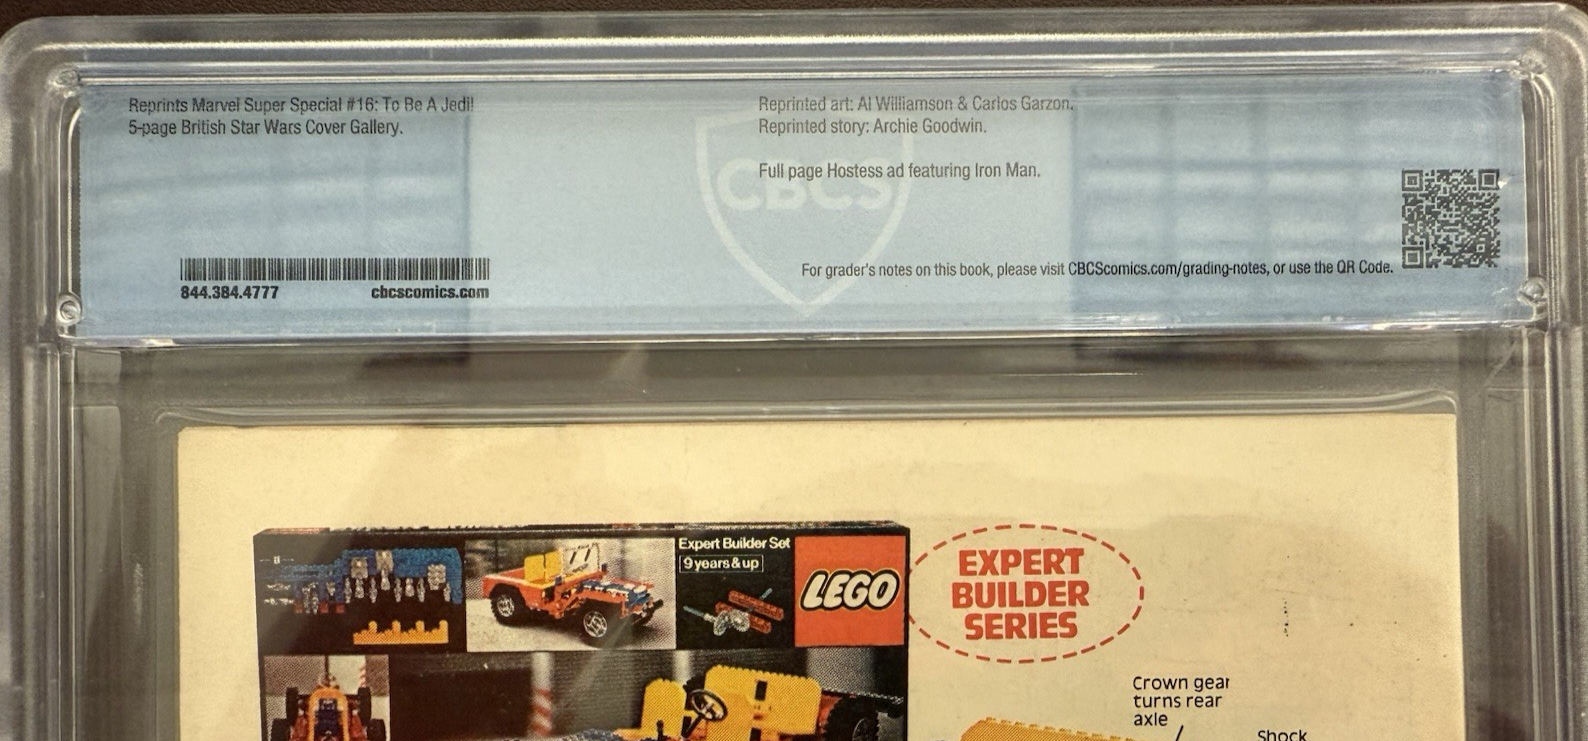 Reprints Marvel Super Special #16: To Be A Jedi!
5-page British Star Wars Cover Gallery.
Reprinted art: Al Williamson & Carlos Garzon.
Reprinted story: Archie Goodwin.
Full page Hostess ad featuring Iron Man.
CBCS
For grader's notes on this book, please visit CBCScomics.com/grading-notes, or use the QR Code.
844.384.4777
cbcscomics.com
Expert Builder Set
9 years & up
LEGO
EXPERT
BUILDER
SERIES
Crown gear
turns rear
axle
Shock